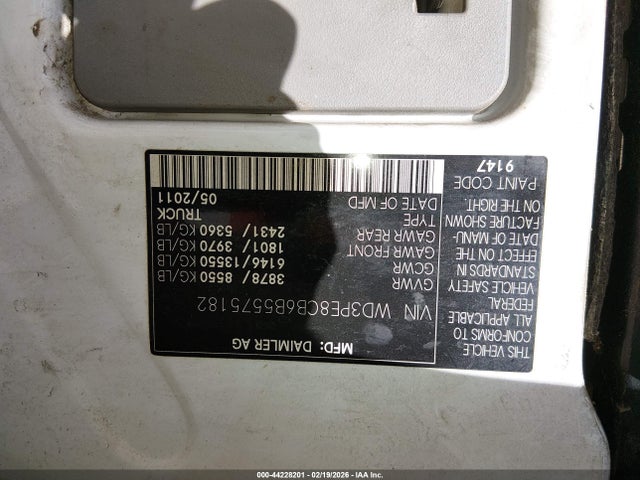 MFD: DAIMLER AG
VIN WD3PE8CB6B5575182
GVWR 3878/ 8550 KG/LB
GCWR 6146/13550 KG/LB
GAWR FRONT 1801/ 3970 KG/LB
GAWR REAR 2431/ 5360 KG/LB
TYPE TRUCK
DATE OF MFD 05/2011
THIS VEHICLE
CONFORMS TO
ALL APPLICABLE
FEDERAL
VEHICLE SAFETY
STANDARDS IN
EFFECT ON THE
DATE OF MANU-
FACTURE SHOWN
ON THE RIGHT.
PAINT CODE
9147
000-44228201 - 02/19/2026 - IAA, Inc.